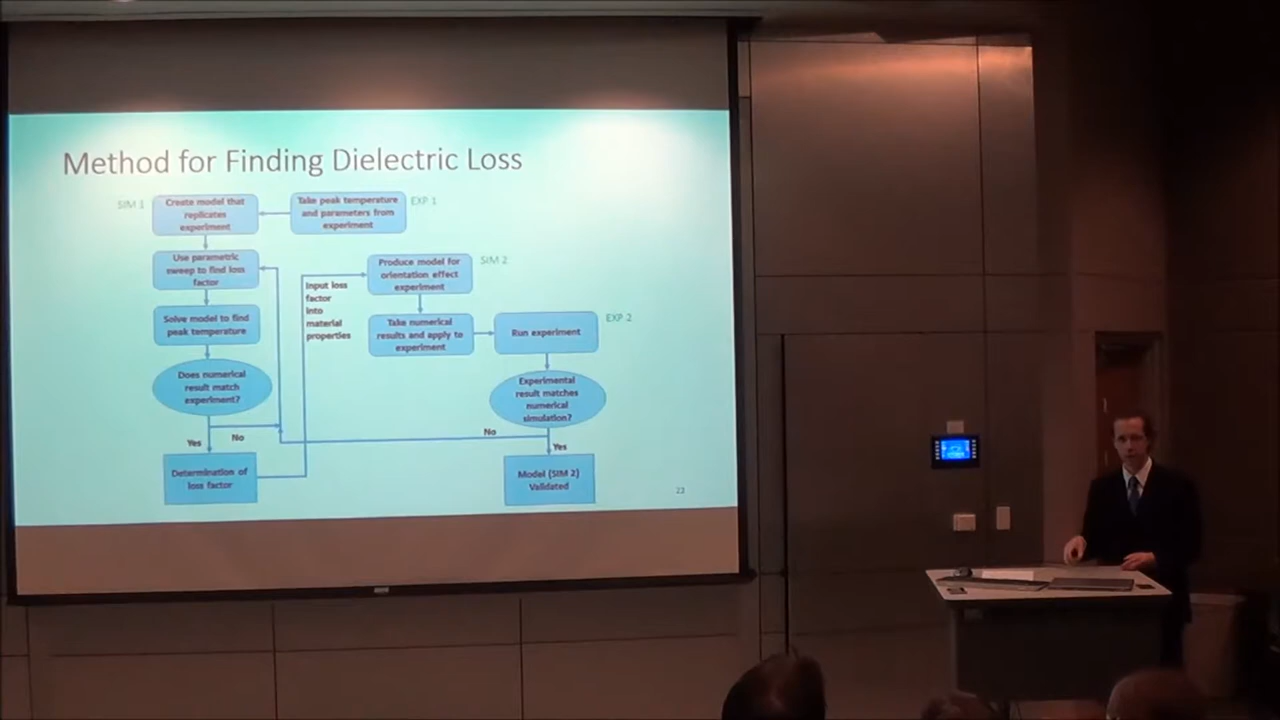 Method for Finding Dielectric Loss
SIM 1
Create model that
replicates
experiment
Take peak temperature
and parameters from
experiment
EXP 1
Use parametric
sweep to find loss
factor
Solve model to find
peak temperature
Does numerical
result match
experiment?
Yes
No
Determination of
loss factor
Input loss
factor
into
material
properties
Produce model for
orientation effect
experiment
SIM 2
Take numerical
results and apply to
experiment
Run experiment
EXP 2
Experimental
result matches
numerical
simulation?
No
Yes
Model (SIM 2)
Validated
23